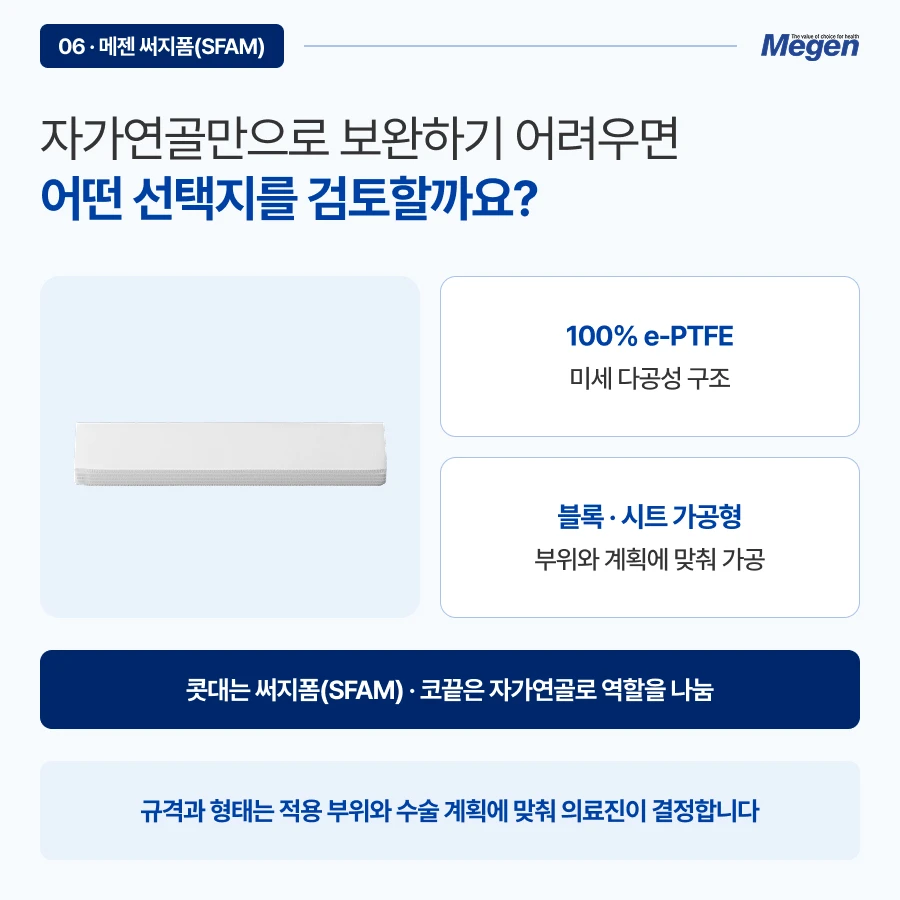 06 · 메젠 써지폼(SFAM)
The value of choice for health
Megen
자가연골만으로 보완하기 어려우면
어떤 선택지를 검토할까요?
100% e-PTFE
미세 다공성 구조
블록 · 시트 가공형
부위와 계획에 맞춰 가공
콧대는 써지폼(SFAM) · 코끝은 자가연골로 역할을 나눔
규격과 형태는 적용 부위와 수술 계획에 맞춰 의료진이 결정합니다